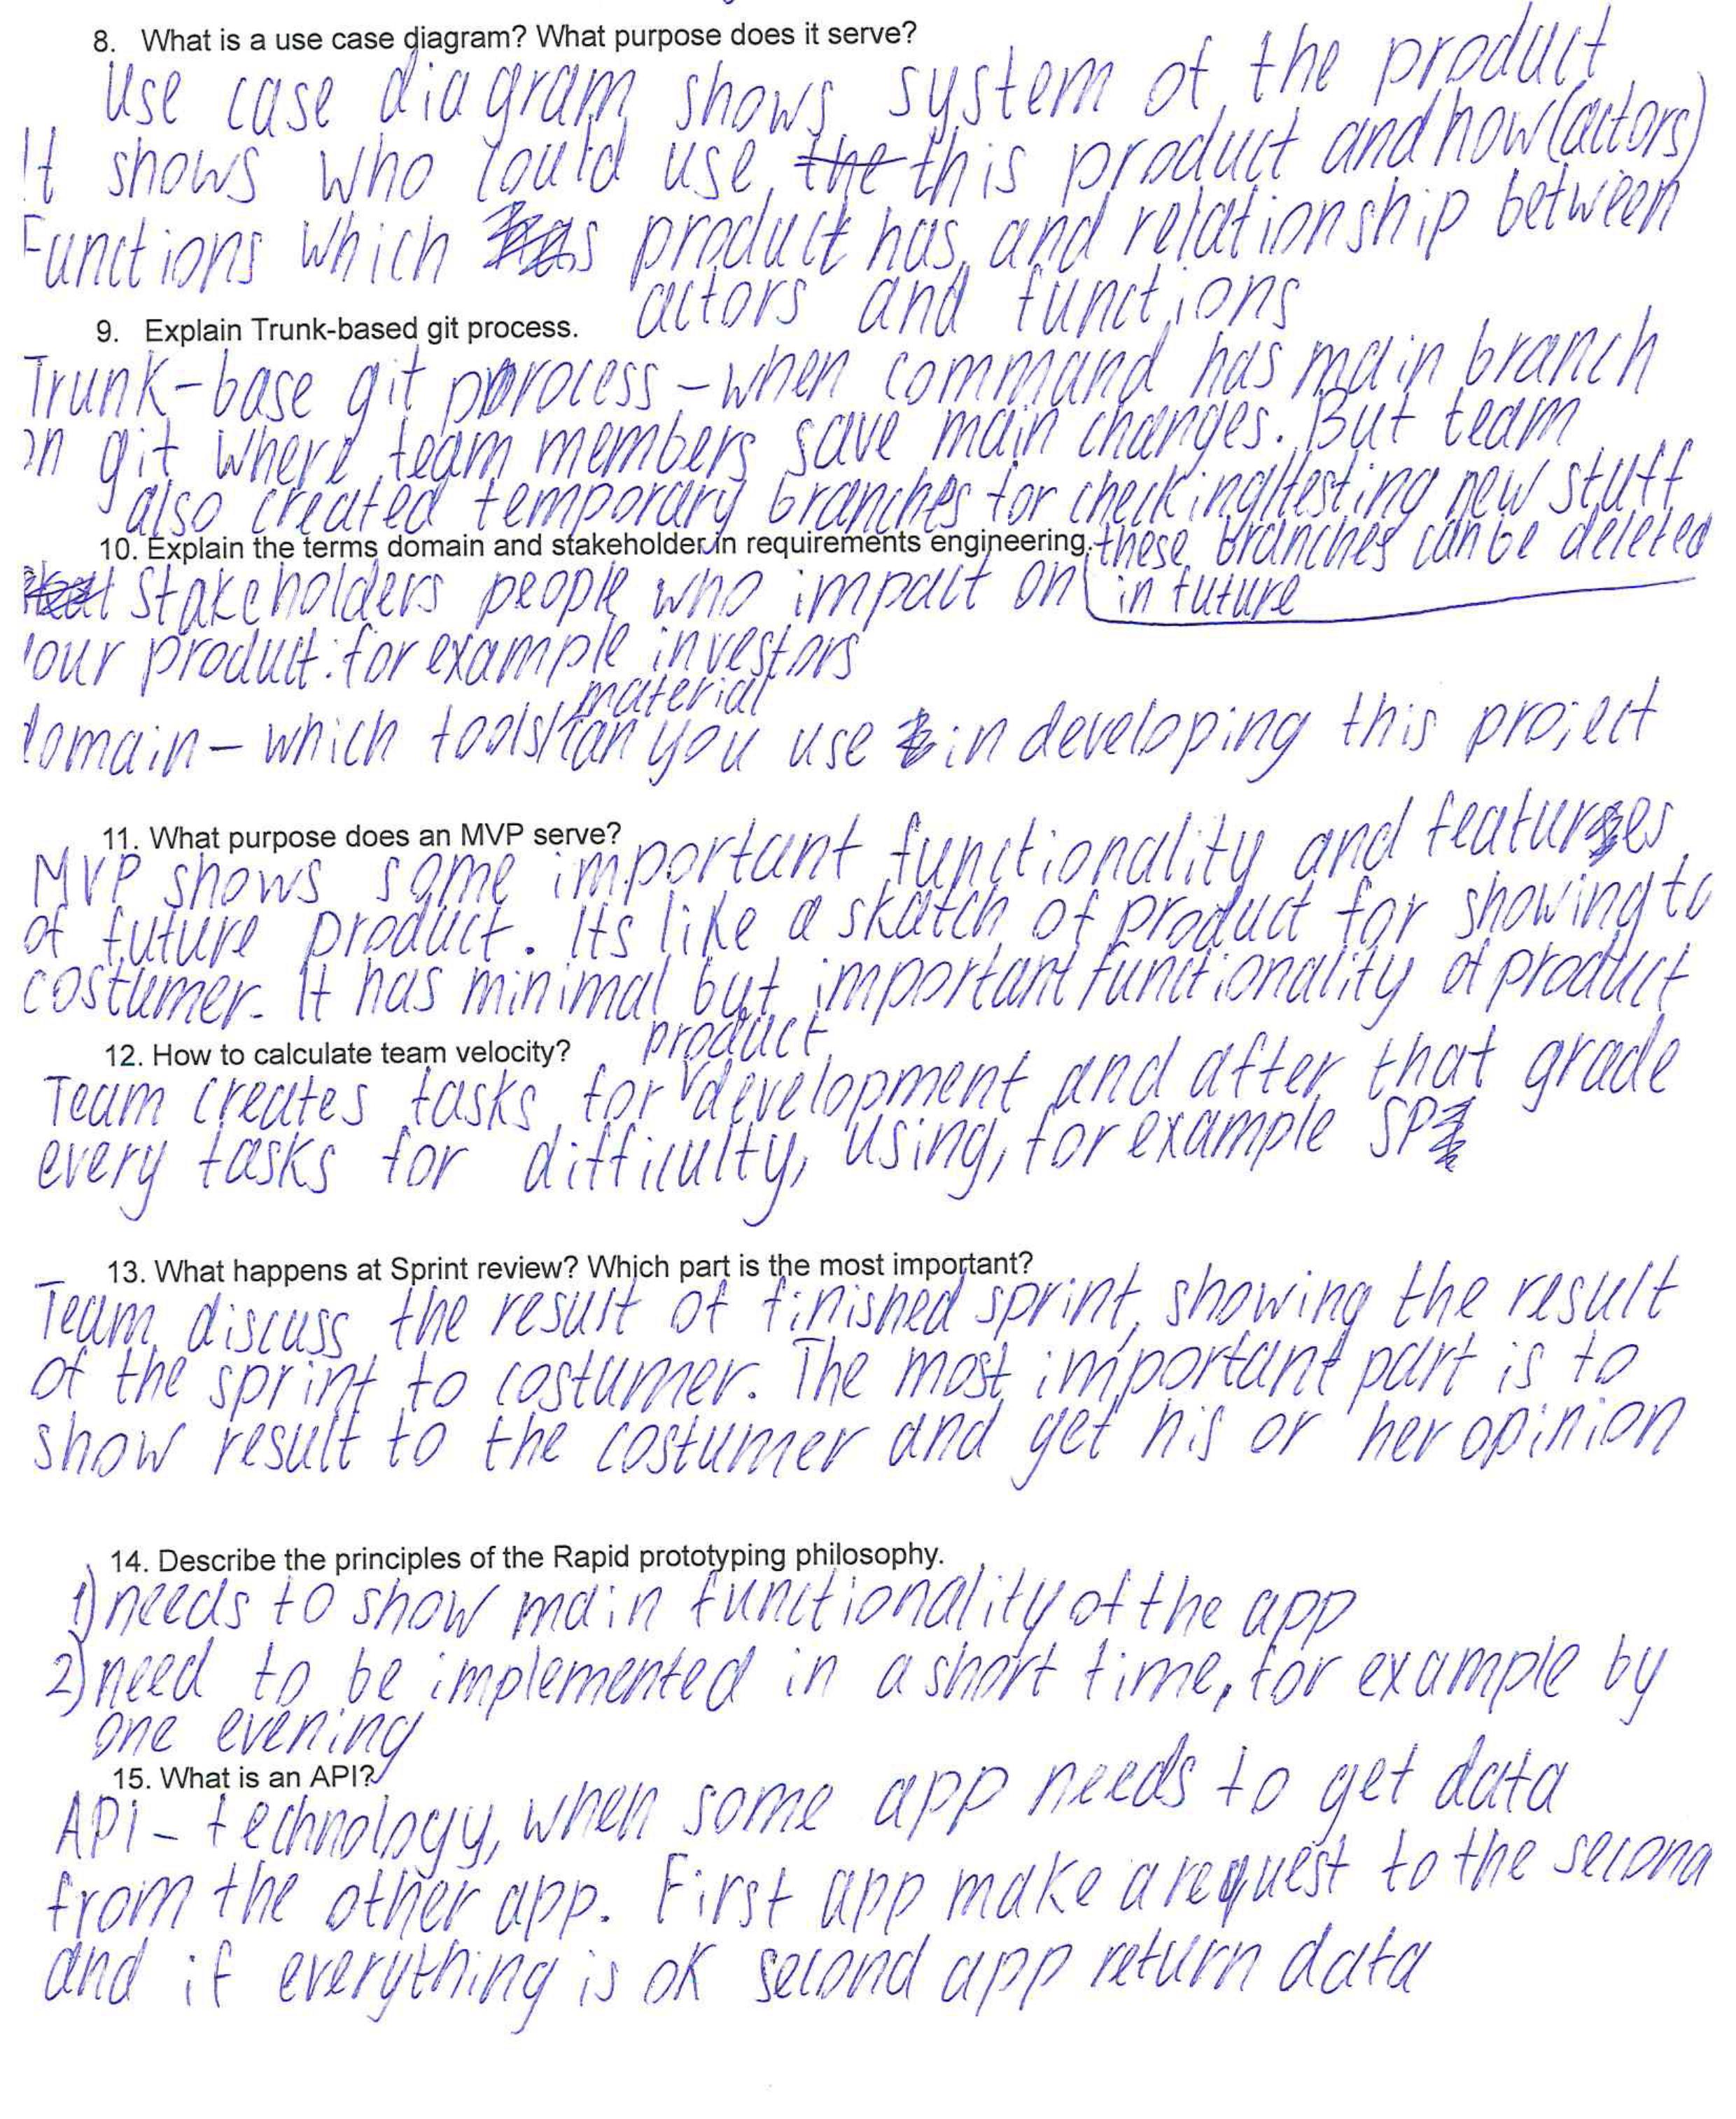 8. What is a use case diagram? What purpose does it serve?
Use case diagram shows system of the product
It shows who could use the this product and how (actors)
Functions which has product has, and relationship between
actors and functions
9. Explain Trunk-based git process.
Trunk-base git process – when command has main branch
on git where team members save main changes. But team
also created temporary branches for checking/testing new stuff
these branches can be deleted
in future
10. Explain the terms domain and stakeholder in requirements engineering.
Stakeholders people who impact on
your product: for example investors
domain – which tools/material can you use in developing this project
11. What purpose does an MVP serve?
MVP shows some important functionality and features
of future product. Its like a skatch of product for showing to
costumer. It has minimal but important functionality of product
12. How to calculate team velocity?
Team creates tasks for product development and after that grade
every tasks for difficulty, using, for example SP
13. What happens at Sprint review? Which part is the most important?
Team discuss the result of finished sprint, showing the result
of the sprint to costumer. The most important part is to
show result to the costumer and get his or her opinion
14. Describe the principles of the Rapid prototyping philosophy.
1) needs to show main functionality of the app
2) need to be implemented in a short time, for example by
one evening
15. What is an API?
API – technology, when some app needs to get data
from the other app. First app make a request to the second
and if everything is ok second app return data